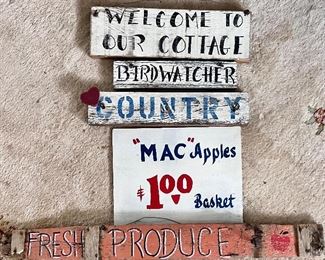 WELCOME TO
OUR COTTAGE
BIRDWATCHER
COUNTRY
"MAC" Apples
$1.00
Basket
FRESH PRODUCE